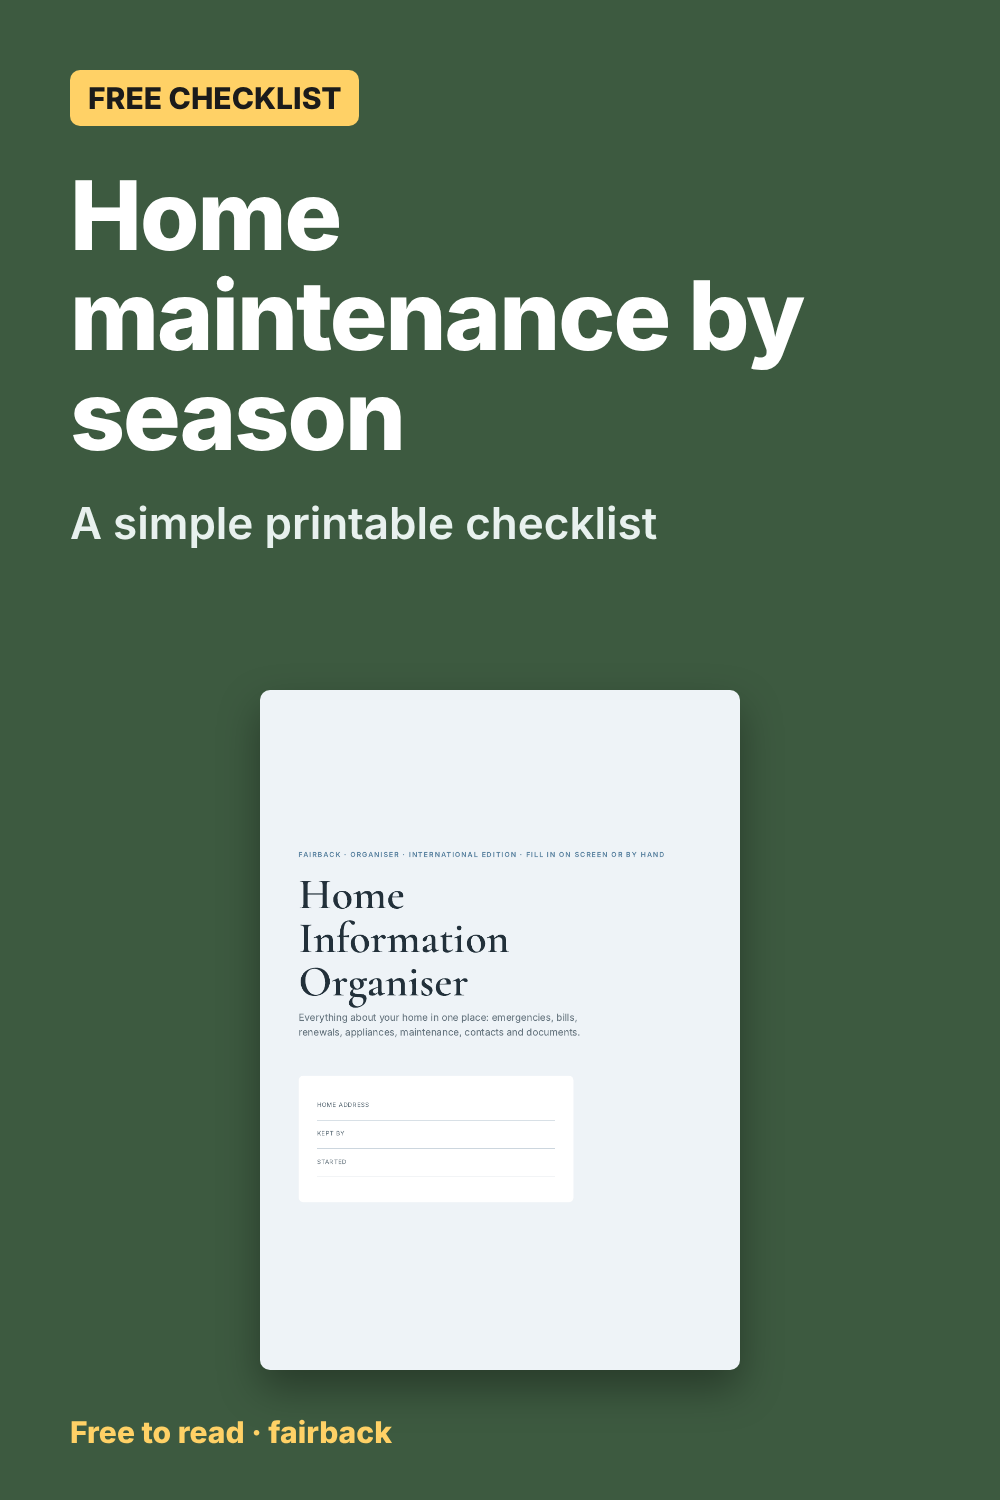 FREE CHECKLIST
Home
maintenance by
season
A simple printable checklist
FAIRBACK · ORGANISER · INTERNATIONAL EDITION · FILL IN ON SCREEN OR BY HAND
Home
Information
Organiser
Everything about your home in one place: emergencies, bills,
renewals, appliances, maintenance, contacts and documents.
HOME ADDRESS
KEPT BY
STARTED
Free to read · fairback